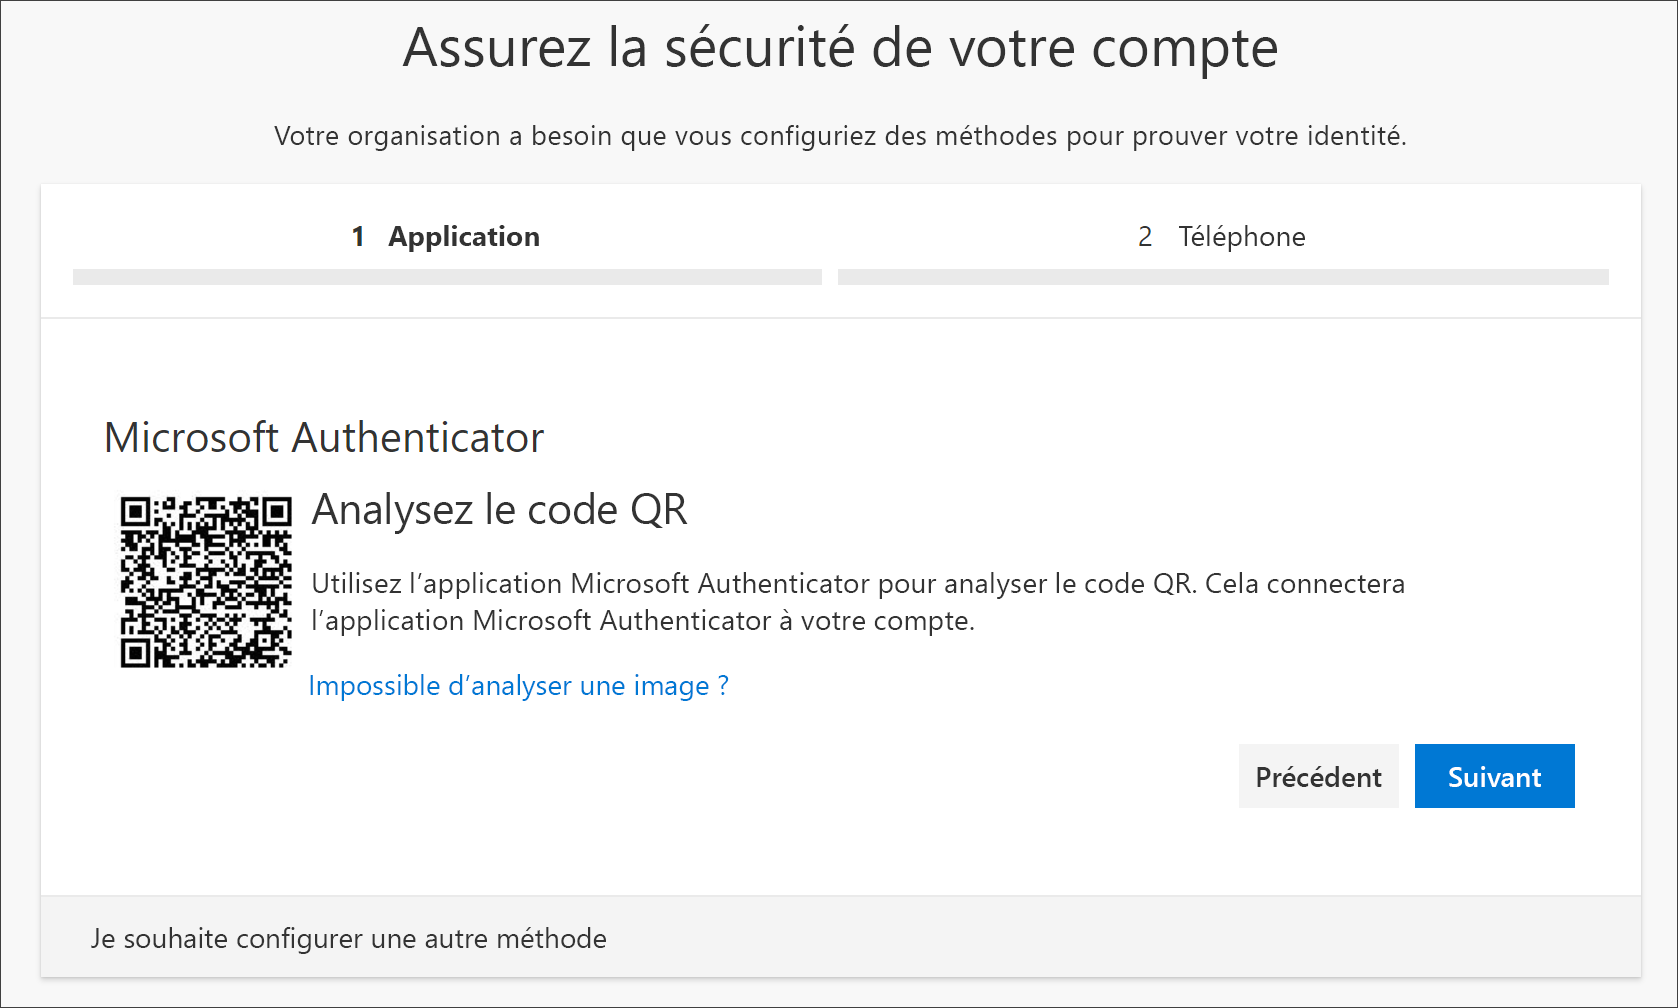 Assurez la sécurité de votre compte
Votre organisation a besoin que vous configuriez des méthodes pour prouver votre identité.
1 Application
2 Téléphone
Microsoft Authenticator
Analysez le code QR
Utilisez l’application Microsoft Authenticator pour analyser le code QR. Cela connectera
l’application Microsoft Authenticator à votre compte.
Impossible d’analyser une image ?
Précédent
Suivant
Je souhaite configurer une autre méthode